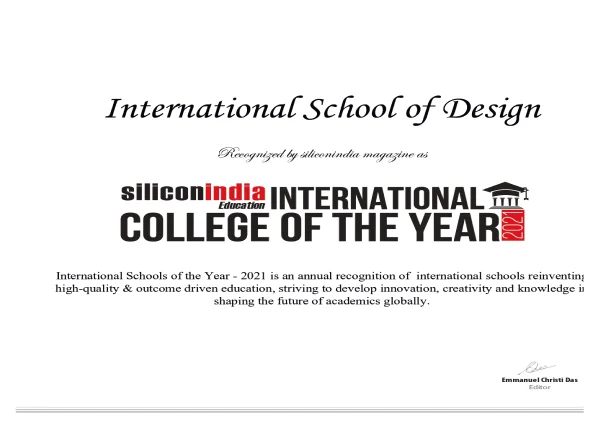 International School of Design
Recognized by siliconindia magazine as
siliconindia INTERNATIONAL
Education
COLLEGE OF THE YEAR 2021
International Schools of the Year - 2021 is an annual recognition of international schools reinventing
high-quality & outcome driven education, striving to develop innovation, creativity and knowledge in
shaping the future of academics globally.
Emmanuel Christi Das
Editor